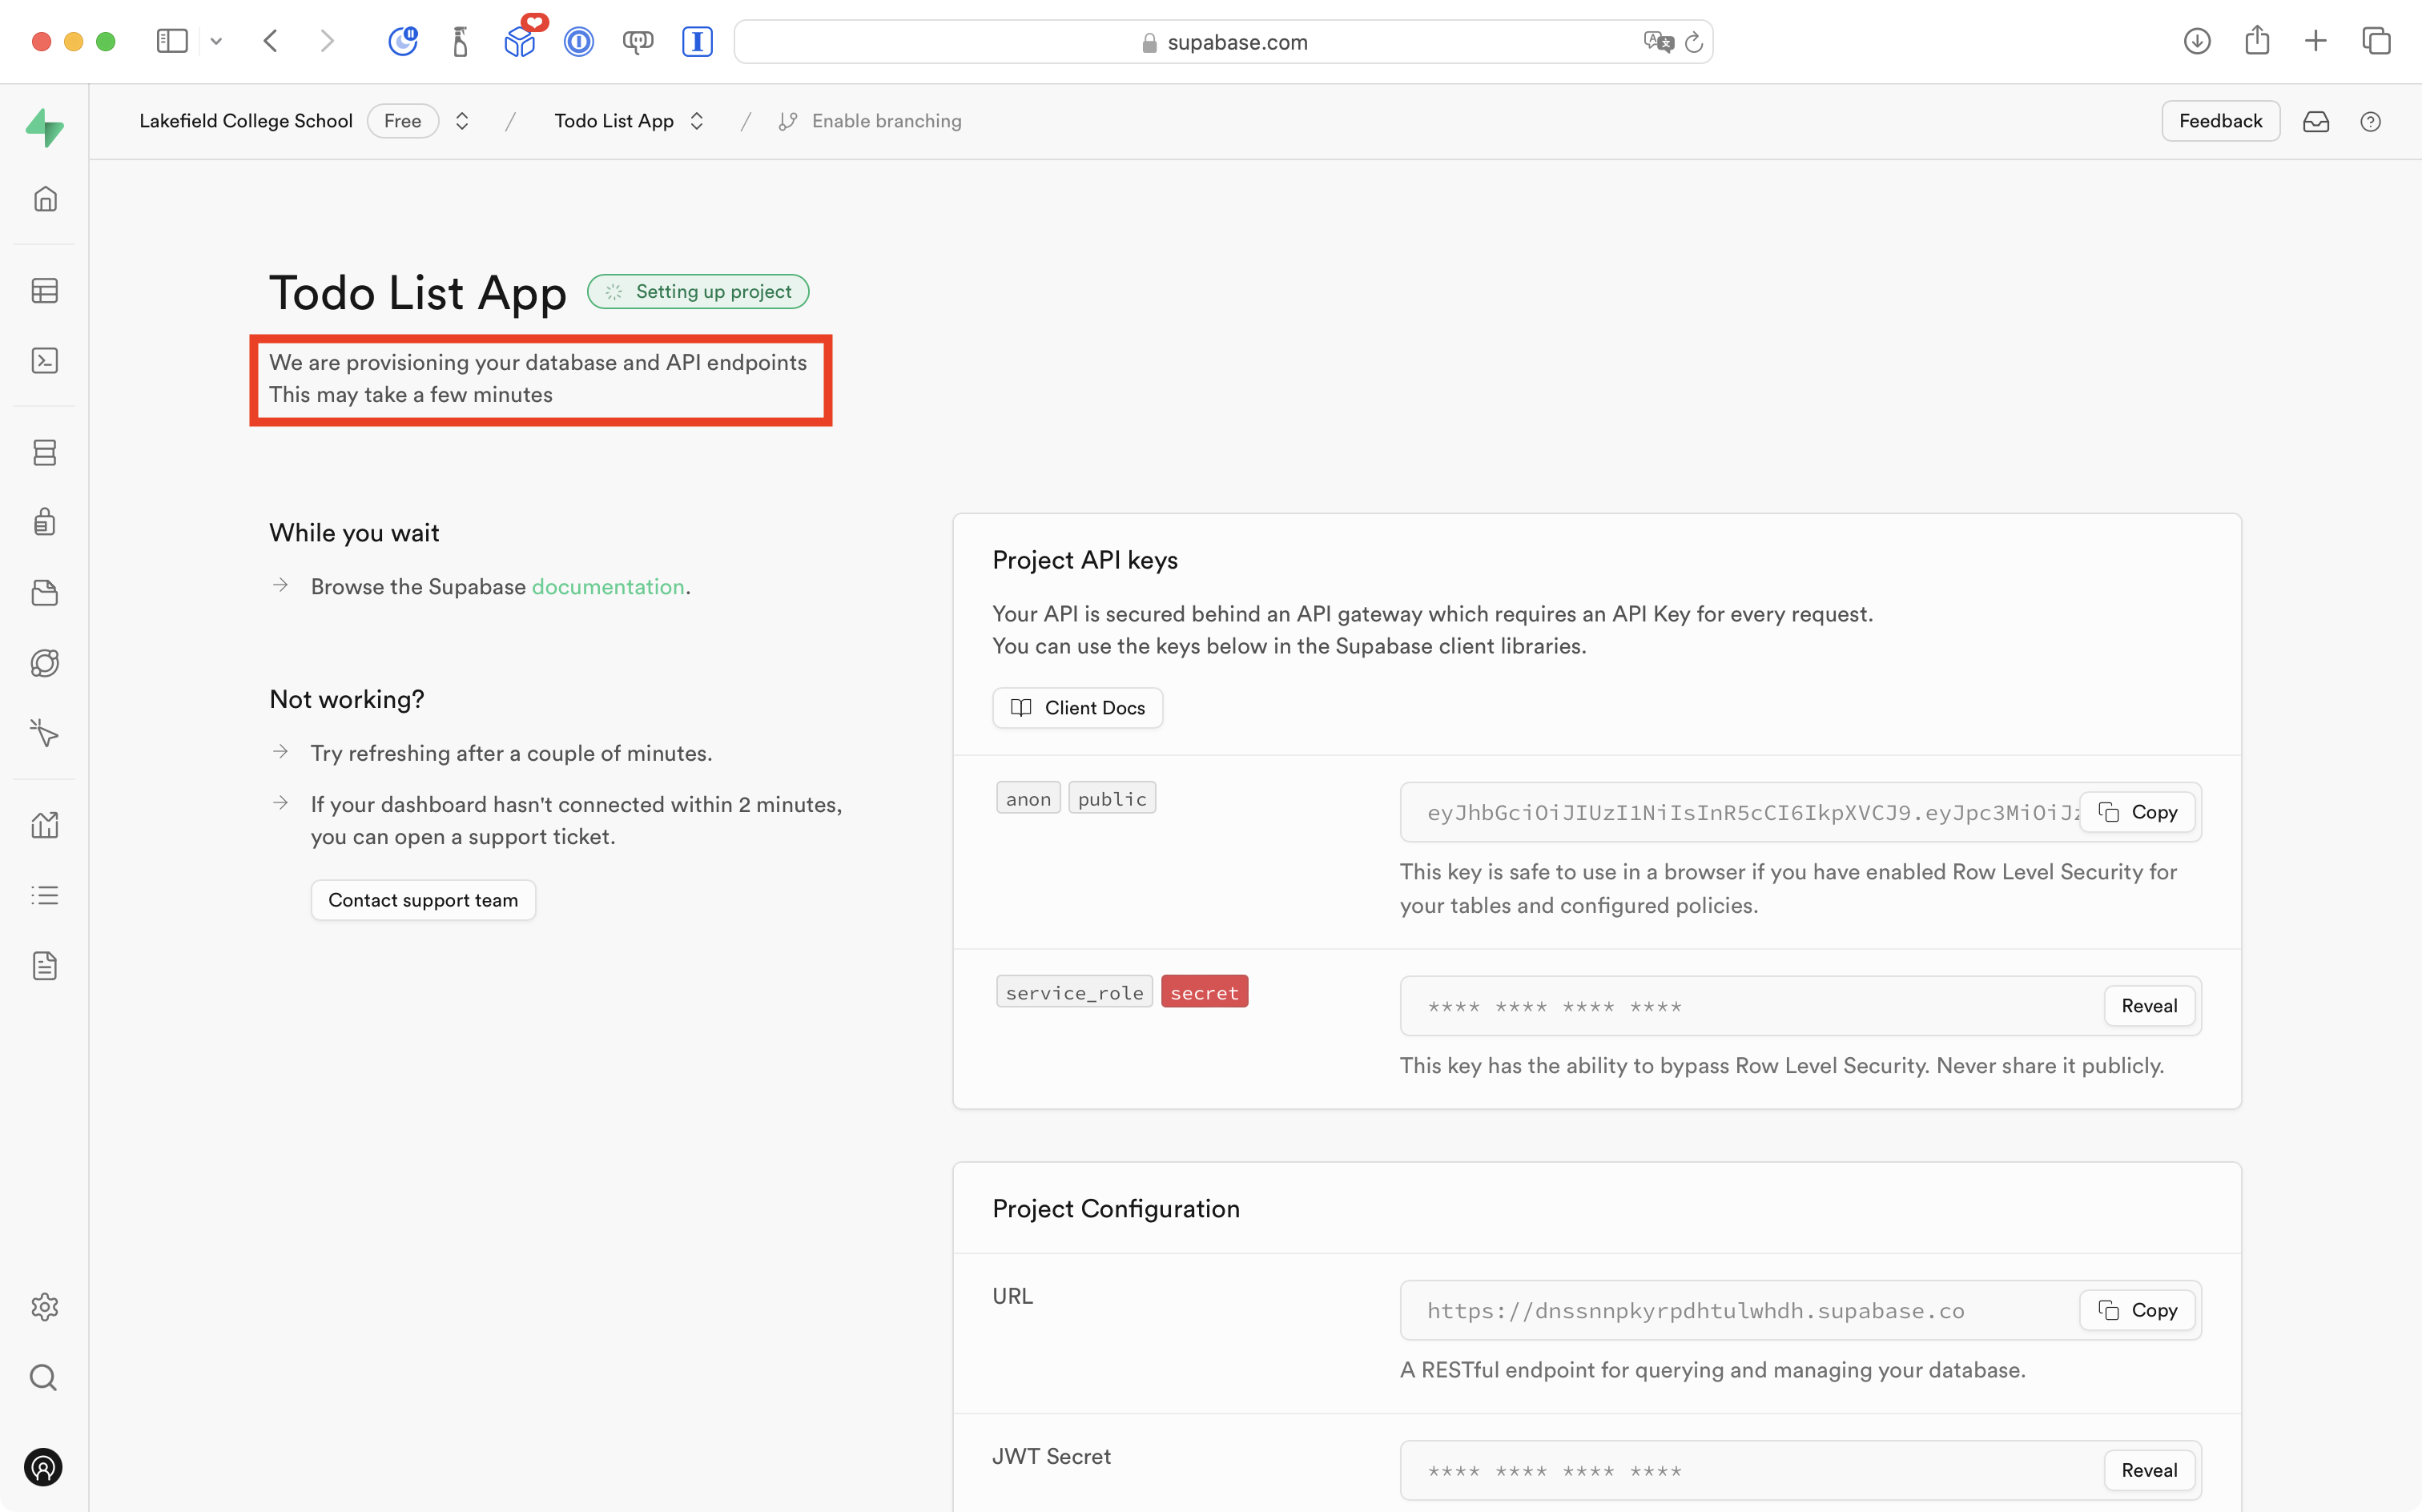 supabase.com
Lakefield College School Free / Todo List App / Enable branching
Feedback
Todo List App Setting up project
We are provisioning your database and API endpoints
This may take a few minutes
While you wait
Browse the Supabase documentation.
Not working?
Try refreshing after a couple of minutes.
If your dashboard hasn't connected within 2 minutes,
you can open a support ticket.
Contact support team
Project API keys
Your API is secured behind an API gateway which requires an API Key for every request.
You can use the keys below in the Supabase client libraries.
Client Docs
anon public
eyJhbGciOiJIUzI1NiIsInR5cCI6IkpXVCJ9.eyJpc3MiOiJz Copy
This key is safe to use in a browser if you have enabled Row Level Security for
your tables and configured policies.
service_role secret
**** **** **** **** Reveal
This key has the ability to bypass Row Level Security. Never share it publicly.
Project Configuration
URL
https://dnssnnpkyrpdhtulwhdh.supabase.co Copy
A RESTful endpoint for querying and managing your database.
JWT Secret
**** **** **** **** Reveal